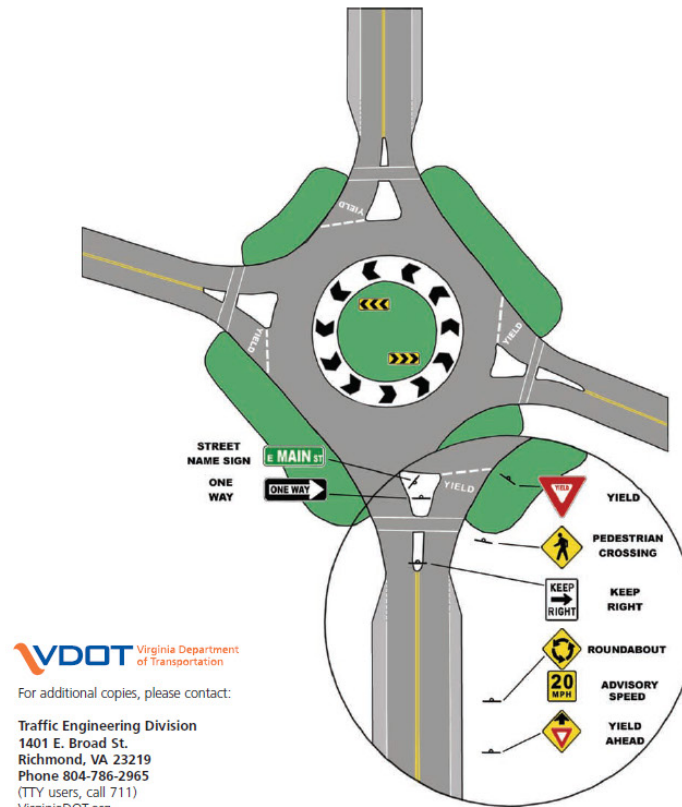 YIELD
YIELD
YIELD
STREET
NAME SIGN
E MAIN ST
ONE
WAY
ONE WAY
YIELD
YIELD
YIELD
PEDESTRIAN
CROSSING
KEEP
RIGHT
KEEP
RIGHT
ROUNDABOUT
20
MPH
ADVISORY
SPEED
YIELD
AHEAD
VDOT Virginia Department
of Transportation
For additional copies, please contact:
Traffic Engineering Division
1401 E. Broad St.
Richmond, VA 23219
Phone 804-786-2965
(TTY users, call 711)
VirginiaDOT.org